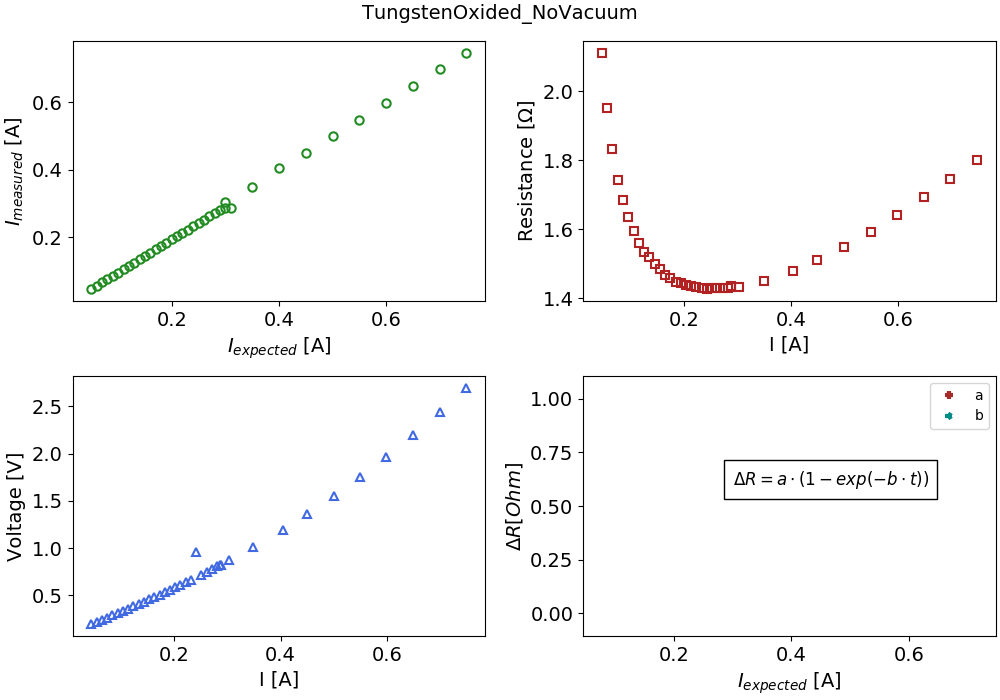 TungstenOxided_NoVacuum
I_measured [A]
0.6
0.4
0.2
0.2 0.4 0.6
I_expected [A]
Resistance [Ω]
2.0
1.8
1.6
1.4
0.2 0.4 0.6
I [A]
Voltage [V]
2.5
2.0
1.5
1.0
0.5
0.2 0.4 0.6
I [A]
ΔR[Ohm]
1.00
0.75
0.50
0.25
0.00
a
b
ΔR = a · (1 − exp(−b · t))
0.2 0.4 0.6
I_expected [A]